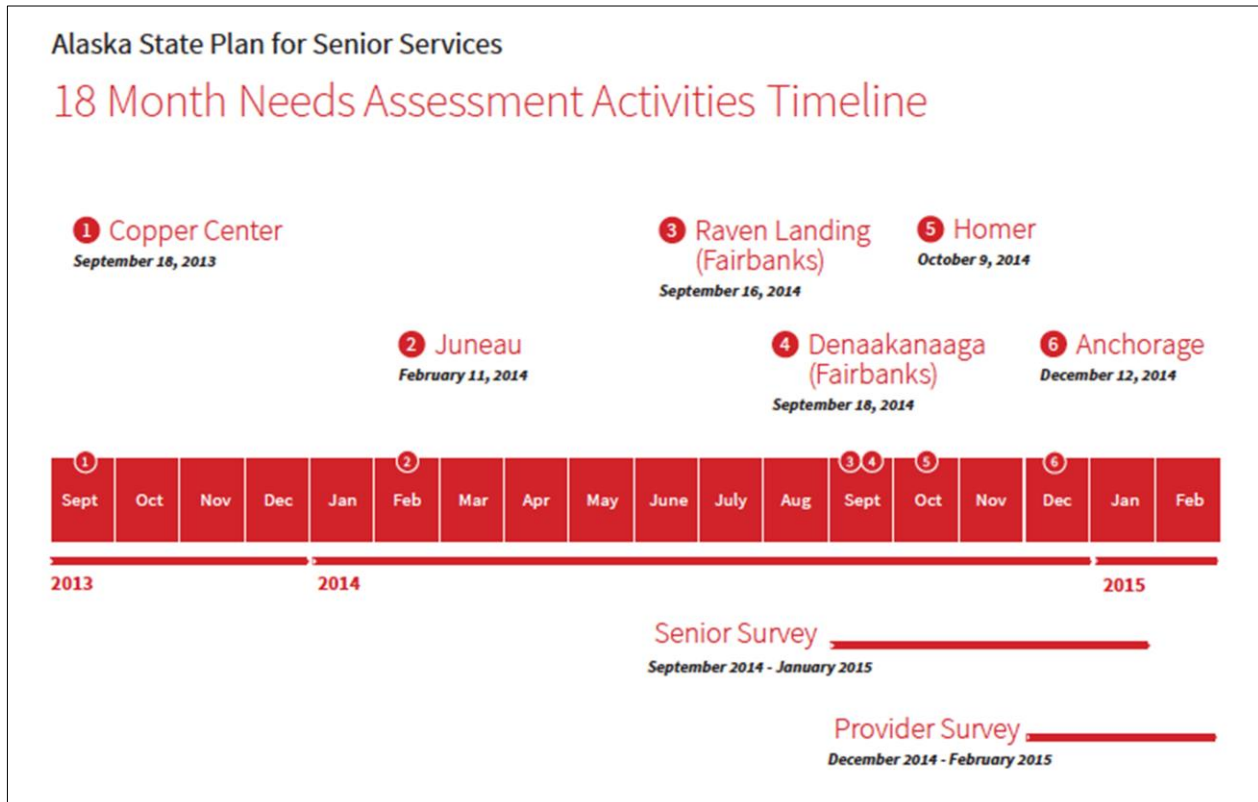 Alaska State Plan for Senior Services
18 Month Needs Assessment Activities Timeline
1 Copper Center
September 18, 2013
2 Juneau
February 11, 2014
3 Raven Landing
(Fairbanks)
September 16, 2014
4 Denaakanaaga
(Fairbanks)
September 18, 2014
5 Homer
October 9, 2014
6 Anchorage
December 12, 2014
1 2 3 4 5 6
Sept Oct Nov Dec Jan Feb Mar Apr May June July Aug Sept Oct Nov Dec Jan Feb
2013 2014 2015
Senior Survey
September 2014 - January 2015
Provider Survey
December 2014 - February 2015